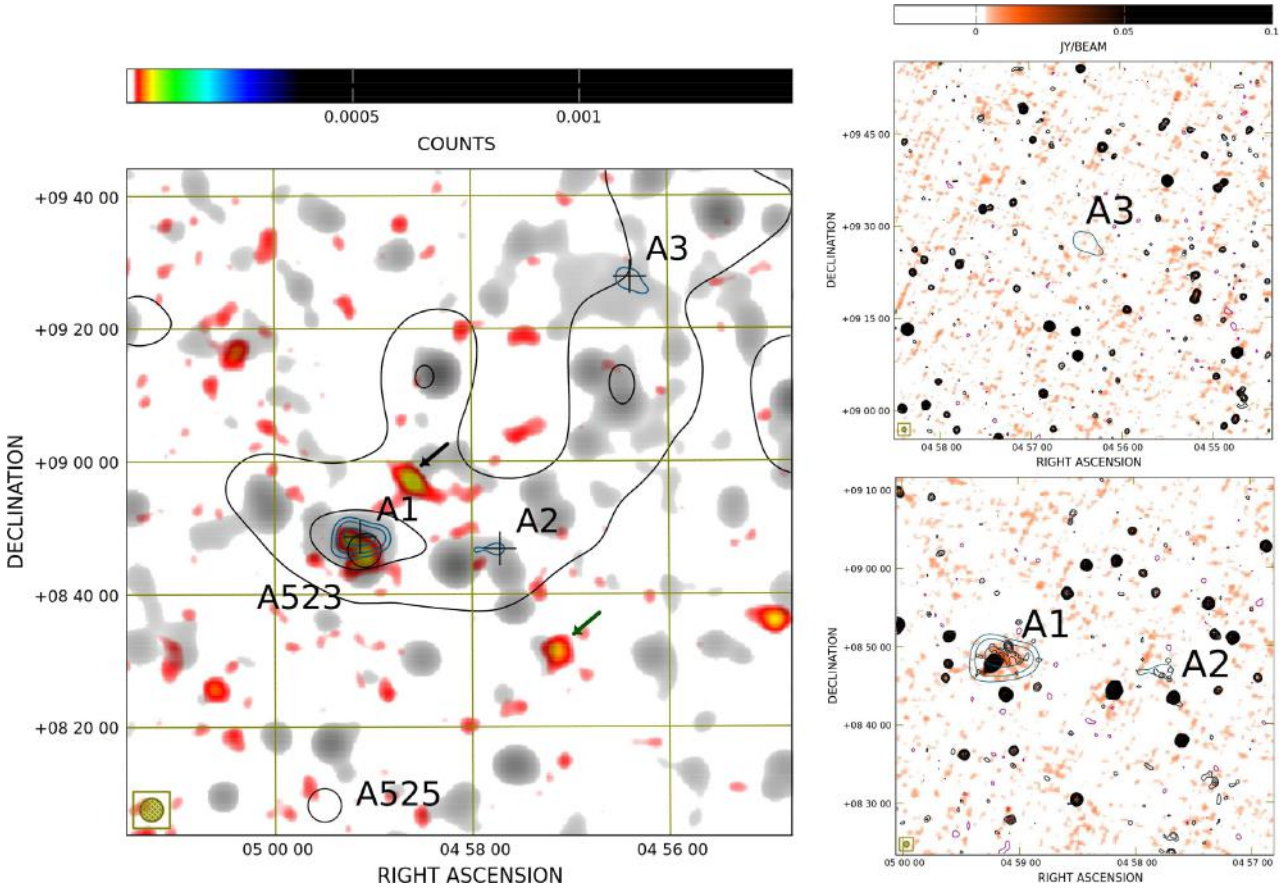 0.0005 0.001
COUNTS
+09 40 00
+09 20 00
+09 00 00
+08 40 00
+08 20 00
DECLINATION
A3
A1
A2
A523
A525
05 00 00 04 58 00 04 56 00
RIGHT ASCENSION
0 0.05 0.1
JY/BEAM
+09 45 00
+09 30 00
+09 15 00
+09 00 00
DECLINATION
A3
04 58 00 04 57 00 04 56 00 04 55 00
RIGHT ASCENSION
+09 10 00
+09 00 00
+08 50 00
+08 40 00
+08 30 00
DECLINATION
A1
A2
05 00 00 04 59 00 04 58 00 04 57 00
RIGHT ASCENSION